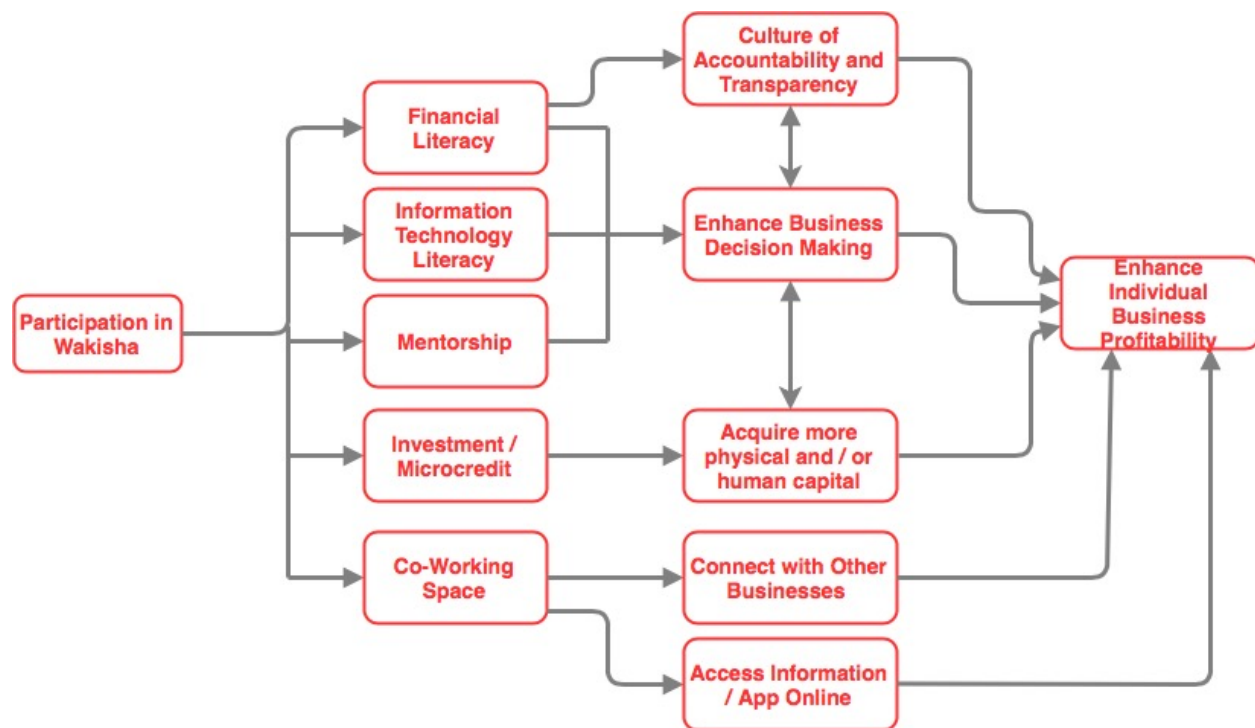 Participation in
Wakisha
Financial
Literacy
Information
Technology
Literacy
Mentorship
Investment /
Microcredit
Co-Working
Space
Culture of
Accountability and
Transparency
Enhance Business
Decision Making
Acquire more
physical and / or
human capital
Connect with Other
Businesses
Access Information
/ App Online
Enhance
Individual
Business
Profitability